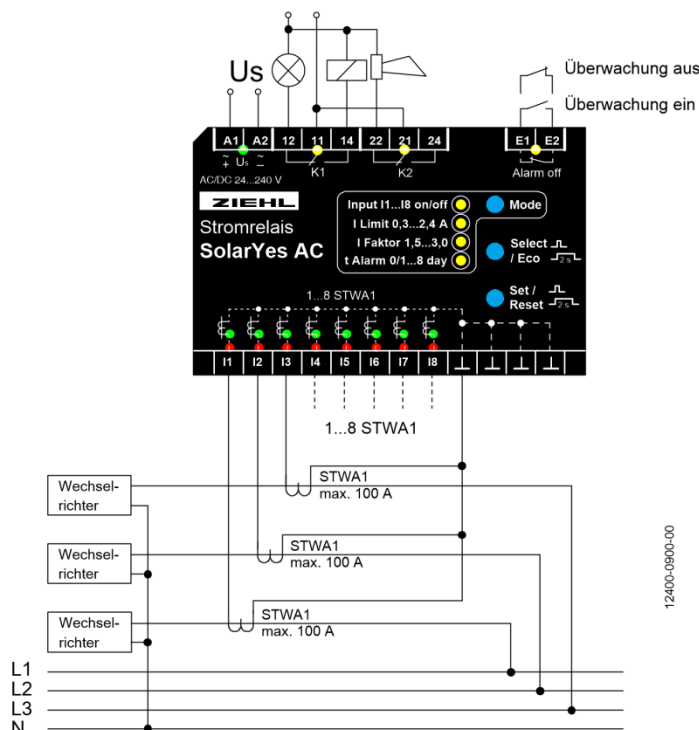 Us
Überwachung aus
Überwachung ein
A1 A2 12 11 14 22 21 24 E1 E2
~ Us ~
+ –
K1 K2 Alarm off
AC/DC 24...240 V
ZIEHL
Stromrelais
SolarYes AC
Input I1...I8 on/off
I Limit 0,3...2,4 A
I Faktor 1,5...3,0
t Alarm 0/1...8 day
Mode
Select
/ Eco 2 s
Set /
Reset 2 s
1...8 STWA1
I1 I2 I3 I4 I5 I6 I7 I8
1...8 STWA1
Wechsel-
richter
STWA1
max. 100 A
Wechsel-
richter
STWA1
max. 100 A
Wechsel-
richter
STWA1
max. 100 A
L1
L2
L3
N
12400-0900-00